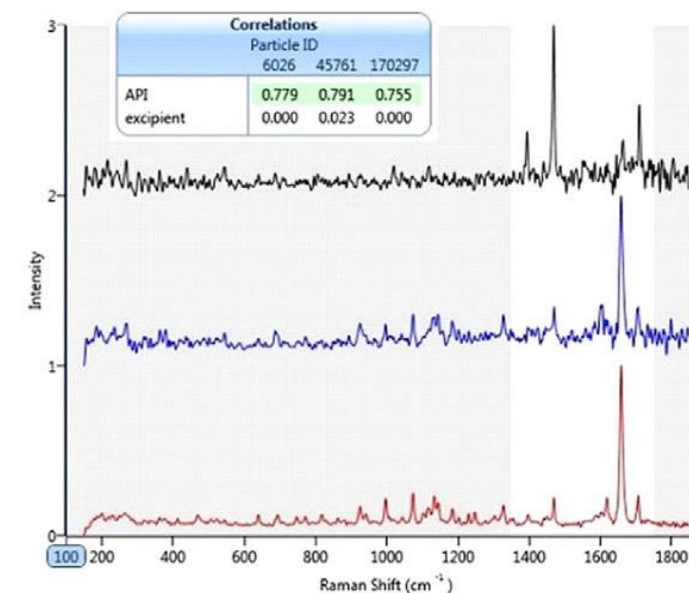 Correlations
Particle ID
6026 45761 170297
API 0.779 0.791 0.755
excipient 0.000 0.023 0.000
3
2
1
0
Intensity
100 200 400 600 800 1000 1200 1400 1600 1800
Raman Shift (cm⁻¹)